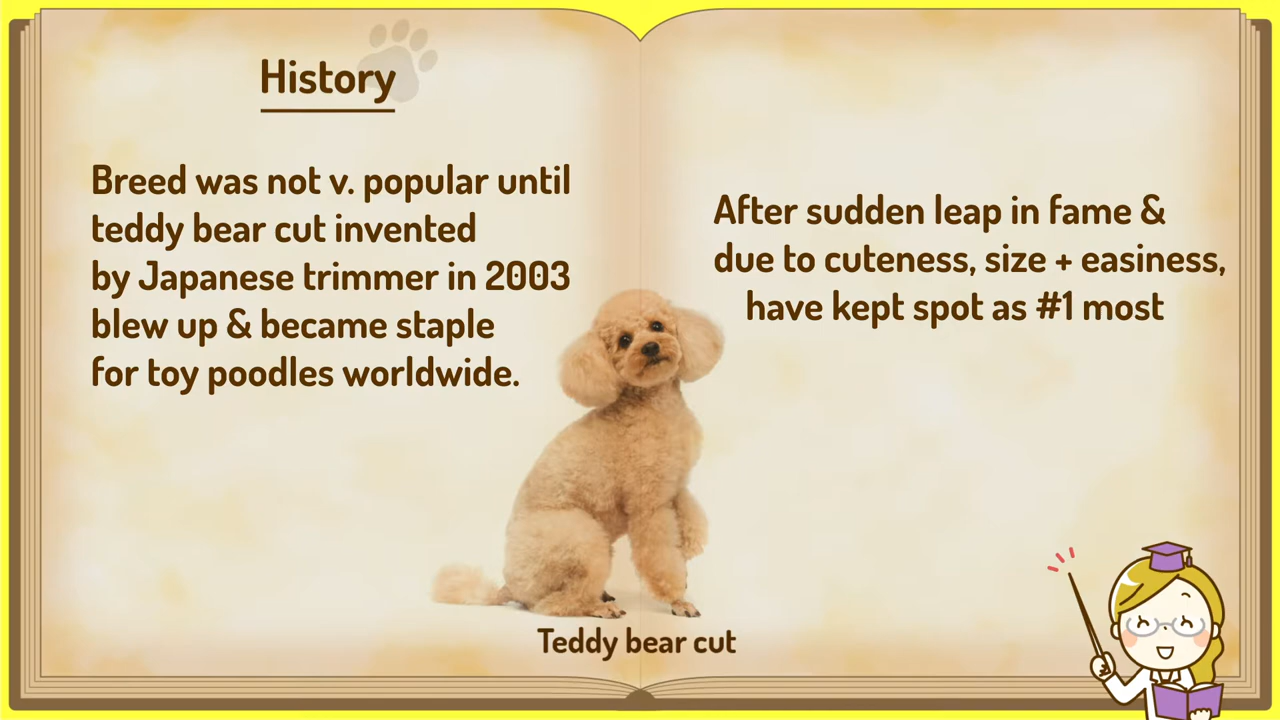 History
Breed was not v. popular until
teddy bear cut invented
by Japanese trimmer in 2003
blew up & became staple
for toy poodles worldwide.
After sudden leap in fame &
due to cuteness, size + easiness,
have kept spot as #1 most
Teddy bear cut